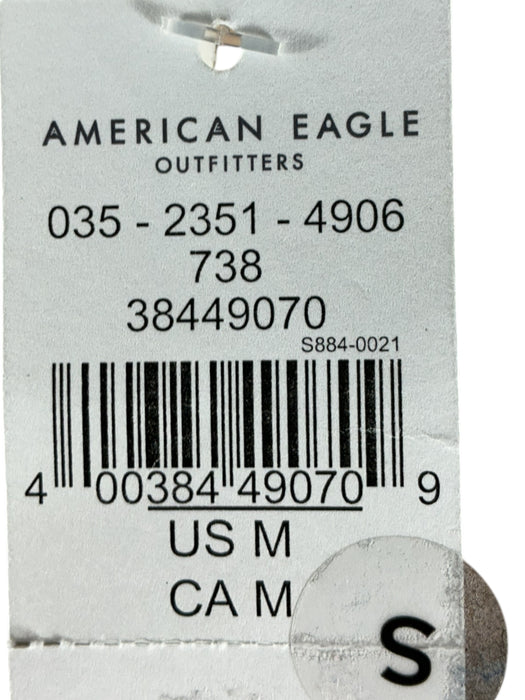 AMERICAN EAGLE
OUTFITTERS
035 - 2351 - 4906
738
38449070
S884-0021
4 00384 49070 9
US M
CA M
S